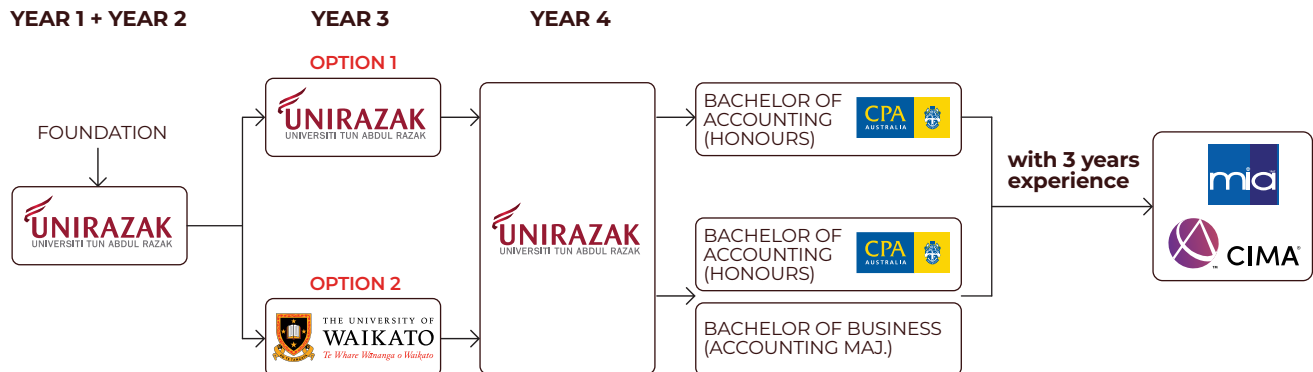 YEAR 1 + YEAR 2
YEAR 3
YEAR 4
FOUNDATION
UNIRAZAK
UNIVERSITI TUN ABDUL RAZAK
OPTION 1
UNIRAZAK
UNIVERSITI TUN ABDUL RAZAK
OPTION 2
THE UNIVERSITY OF
WAIKATO
Te Whare Wānanga o Waikato
UNIRAZAK
UNIVERSITI TUN ABDUL RAZAK
BACHELOR OF
ACCOUNTING
(HONOURS)
CPA
AUSTRALIA
BACHELOR OF
ACCOUNTING
(HONOURS)
CPA
AUSTRALIA
BACHELOR OF BUSINESS
(ACCOUNTING MAJ.)
with 3 years
experience
mia
CIMA